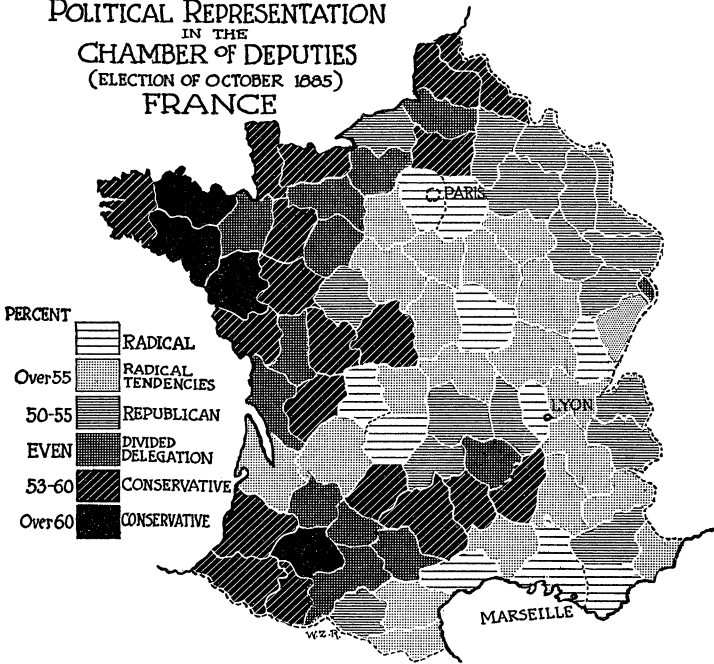 POLITICAL REPRESENTATION
IN THE
CHAMBER OF DEPUTIES
(ELECTION OF OCTOBER 1885)
FRANCE
PARIS
PERCENT
RADICAL
Over 55 RADICAL TENDENCIES
50-55 REPUBLICAN
EVEN DIVIDED DELEGATION
53-60 CONSERVATIVE
Over 60 CONSERVATIVE
LYON
MARSEILLE
W.Z.R.